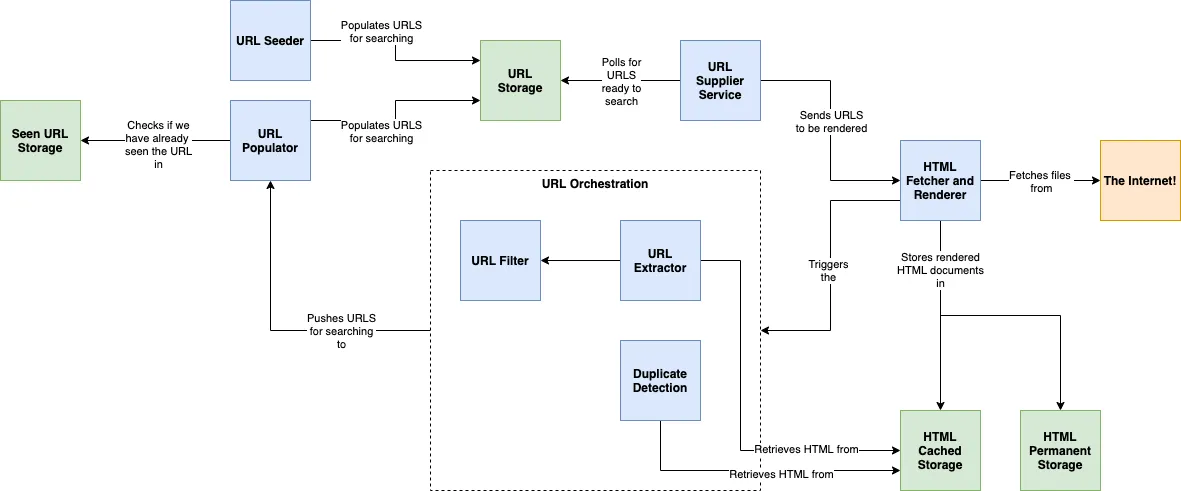 URL Seeder
Populates URLS
for searching
URL
Storage
Polls for
URLS
ready to
search
URL
Supplier
Service
Seen URL
Storage
Checks if we
have already
seen the URL
in
URL
Populator
Populates URLS
for searching
Sends URLS
to be rendered
HTML
Fetcher and
Renderer
Fetches files
from
The Internet!
URL Orchestration
URL Filter
URL
Extractor
Triggers
the
Stores rendered
HTML documents
in
Pushes URLS
for searching
to
Duplicate
Detection
Retrieves HTML from
Retrieves HTML from
HTML
Cached
Storage
HTML
Permanent
Storage